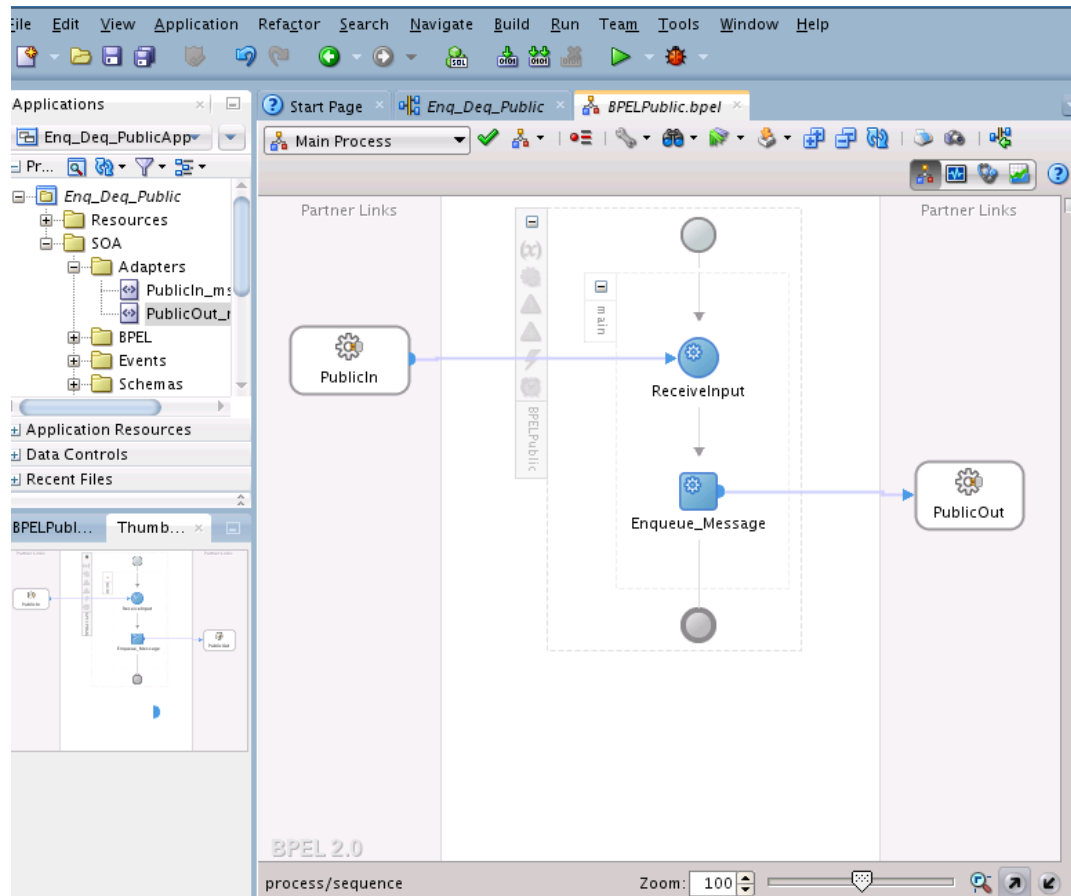 File Edit View Application Refactor Search Navigate Build Run Team Tools Window Help
Applications
Start Page
Enq_Deq_Public
BPELPublic.bpel
Enq_Deq_PublicApp
Main Process
Pr...
Enq_Deq_Public
Resources
SOA
Adapters
PublicIn_ms
PublicOut_r
BPEL
Events
Schemas
Application Resources
Data Controls
Recent Files
BPELPubl...
Thumb...
Partner Links
Partner Links
(x)
main
BPELPublic
PublicIn
ReceiveInput
Enqueue_Message
PublicOut
BPEL 2.0
process/sequence
Zoom: 100